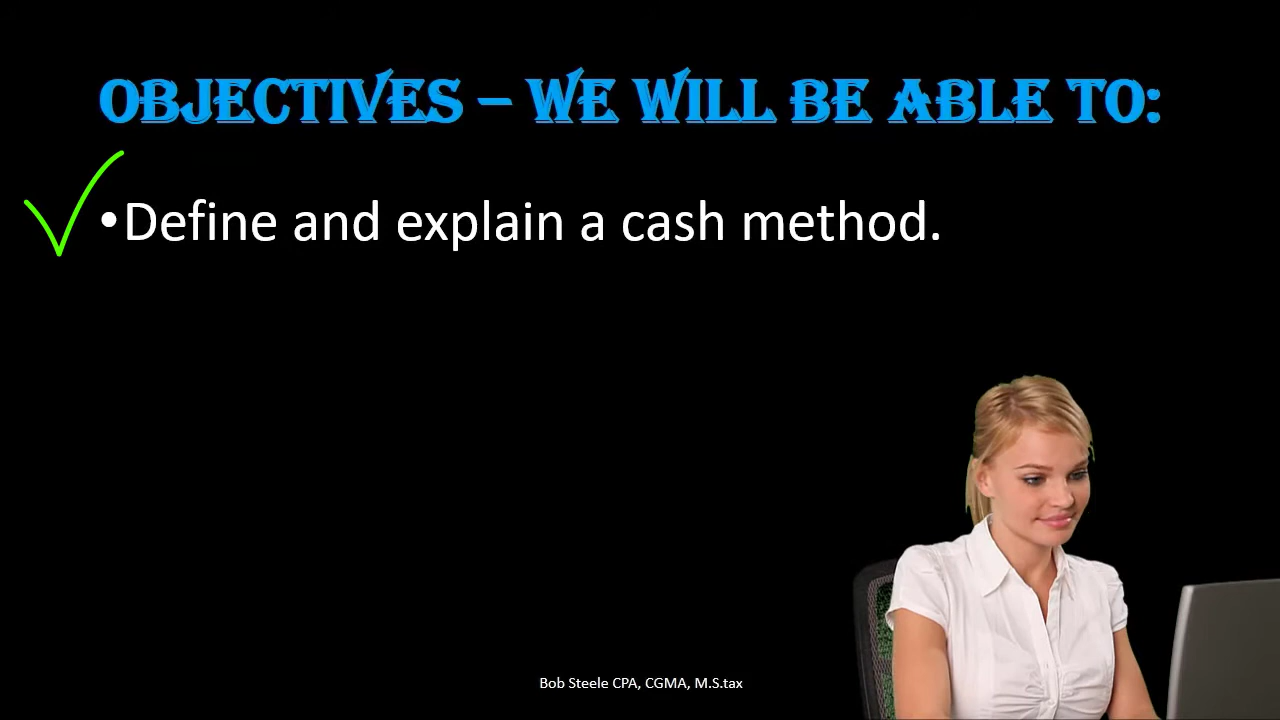 OBJECTIVES – WE WILL BE ABLE TO:
•Define and explain a cash method.
Bob Steele CPA, CGMA, M.S.tax